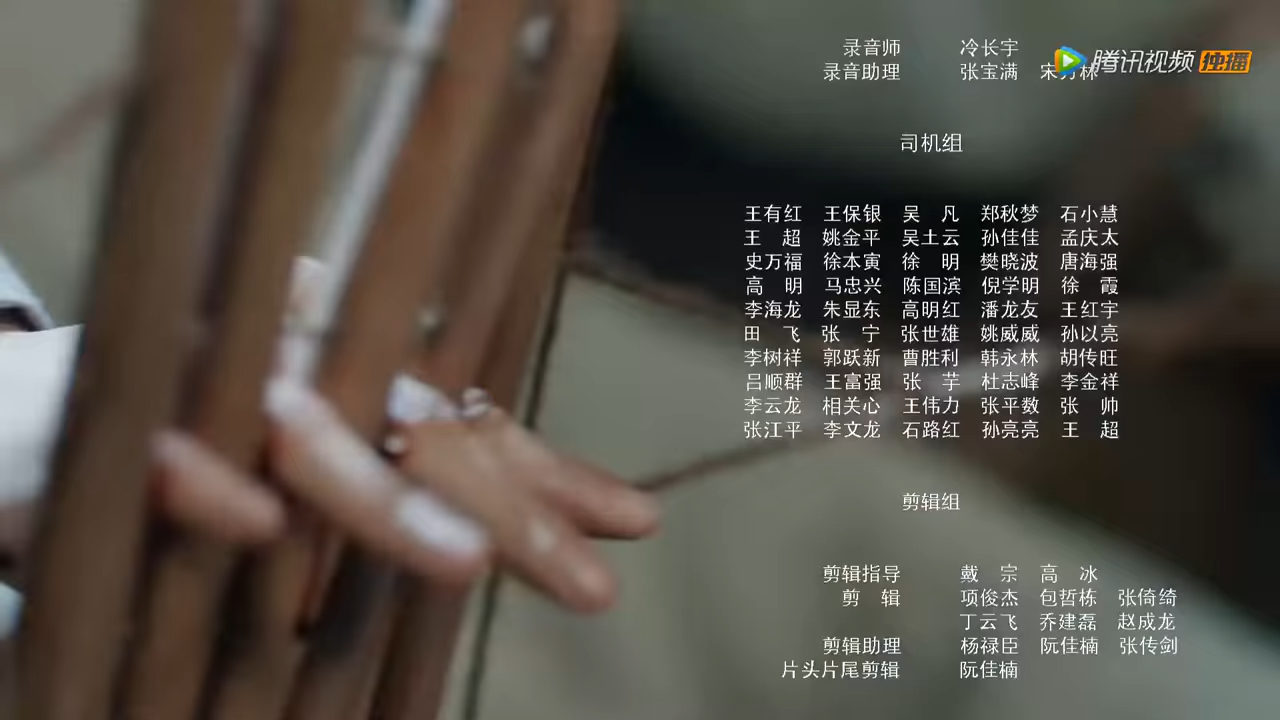 录音师 冷长宇
录音助理 张宝满
腾讯视频 独播
司机组
王有红 王保银 吴 凡 郑秋梦 石小慧
王 超 姚金平 吴土云 孙佳佳 孟庆太
史万福 徐本寅 徐 明 樊晓波 唐海强
高 明 马忠兴 陈国滨 倪学明 徐 霞
李海龙 朱显东 高明红 潘龙友 王红宇
田 飞 张 宁 张世雄 姚威威 孙以亮
李树祥 郭跃新 曹胜利 韩永林 胡传旺
吕顺群 王富强 张 芋 杜志峰 李金祥
李云龙 相关心 王伟力 张平数 张 帅
张江平 李文龙 石路红 孙亮亮 王 超
剪辑组
剪辑指导 戴 宗 高 冰
剪 辑 项俊杰 包哲栋 张倚绮
丁云飞 乔建磊 赵成龙
剪辑助理 杨禄臣 阮佳楠 张传剑
片头片尾剪辑 阮佳楠